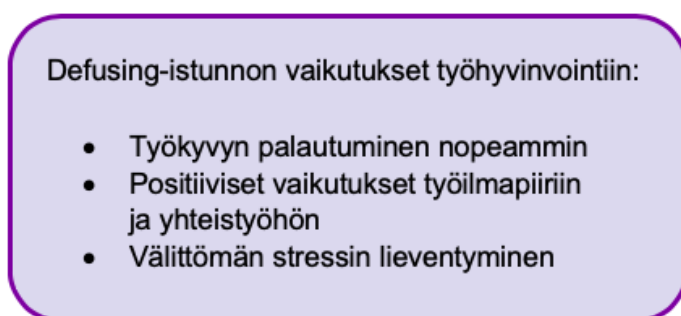 Defusing-istunnon vaikutukset työhyvinvointiin:
• Työkyvyn palautuminen nopeammin
• Positiiviset vaikutukset työilmapiiriin
ja yhteistyöhön
• Välittömän stressin lieventyminen